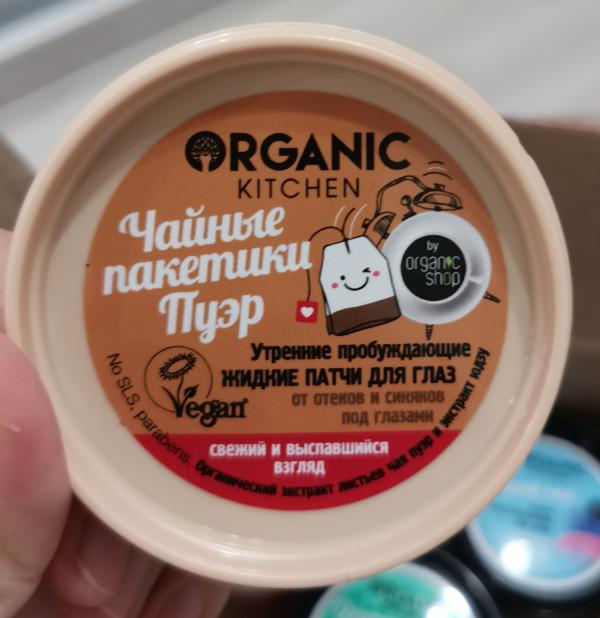 ORGANIC
KITCHEN
Чайные
пакетики
Пуэр
by
organic
shop
Утренние пробуждающие
ЖИДКИЕ ПАТЧИ ДЛЯ ГЛАЗ
от отеков и синяков
под глазами
Vegan
No SLS, parabens.
свежий и выспавшийся
взгляд
Органический экстракт листьев чая пуэр и экстракт юдзу
ORGANIC